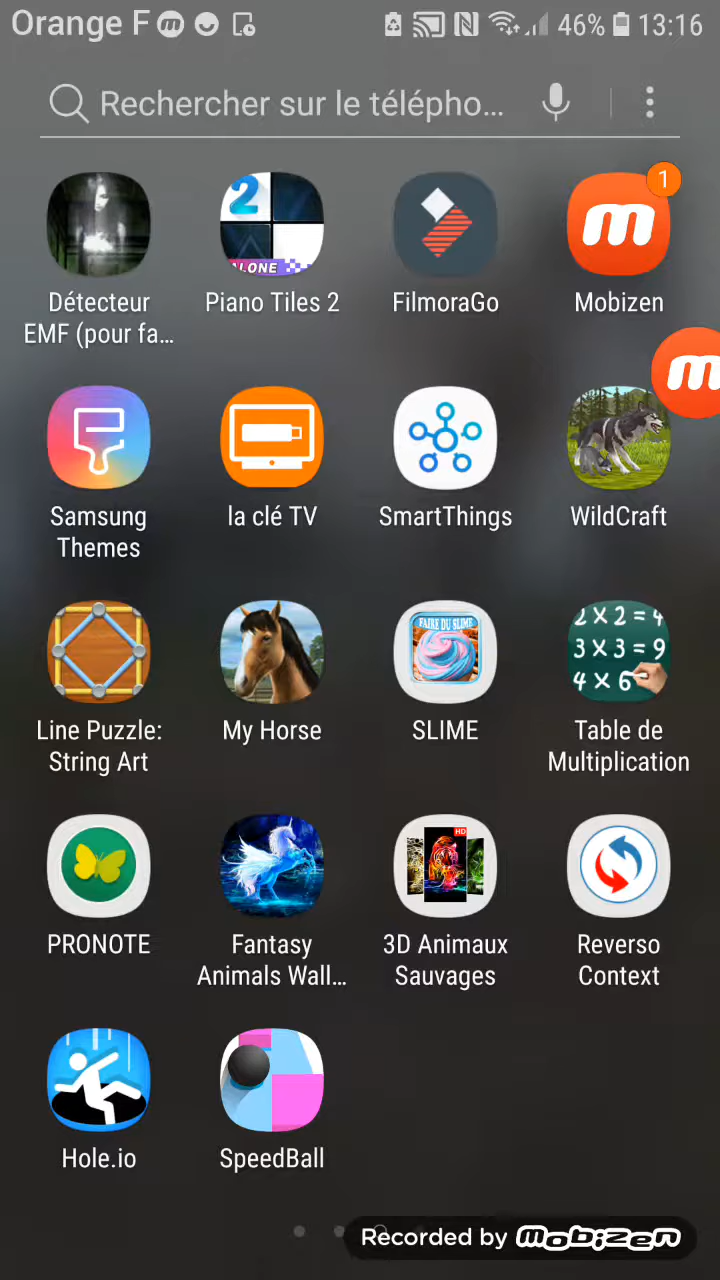 Orange F
46% 13:16
Rechercher sur le télépho...
2
ALONE
m
1
Détecteur
EMF (pour fa...
Piano Tiles 2
FilmoraGo
Mobizen
m
Samsung
Themes
la clé TV
SmartThings
WildCraft
FAIRE DU SLIME
2 X 2 = 4
3 X 3 = 9
4 X 6
Line Puzzle:
String Art
My Horse
SLIME
Table de
Multiplication
HD
PRONOTE
Fantasy
Animals Wall...
3D Animaux
Sauvages
Reverso
Context
Hole.io
SpeedBall
Recorded by Mobizen